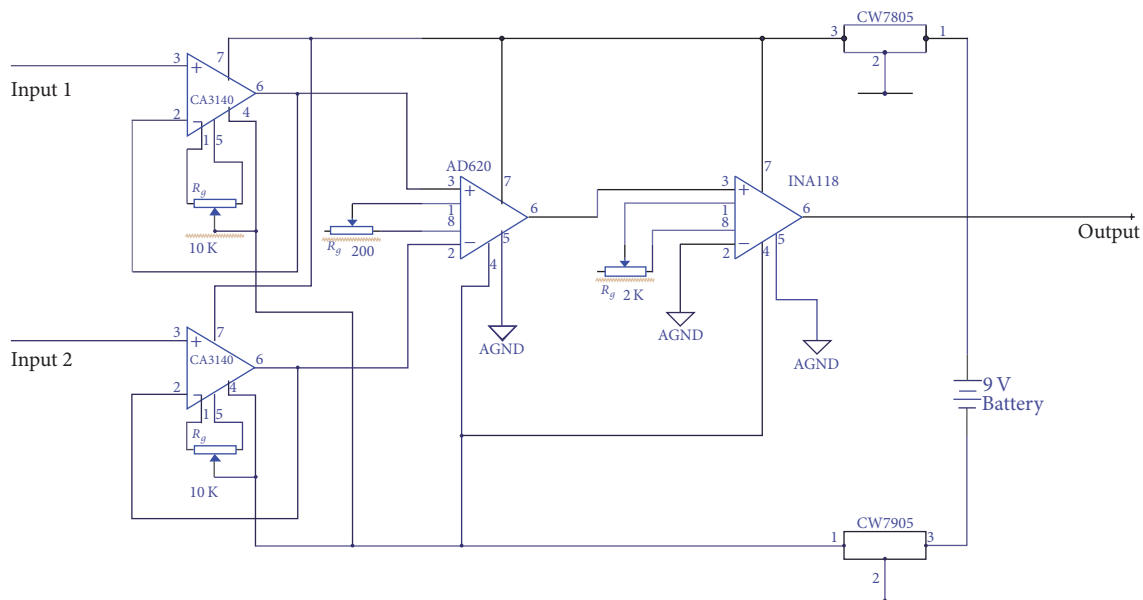 CW7805
3 1
2
3 7
Input 1
CA3140
6
2 4
1 5
R_g
10 K
AD620
3 7
1
8
6
2 5
4
R_g 200
AGND
INA118
7
3
1
8
6
2 5
4
R_g 2 K
AGND
AGND
Output
3 7
Input 2
CA3140
6
2 4
1 5
R_g
10 K
9 V
Battery
CW7905
1 3
2